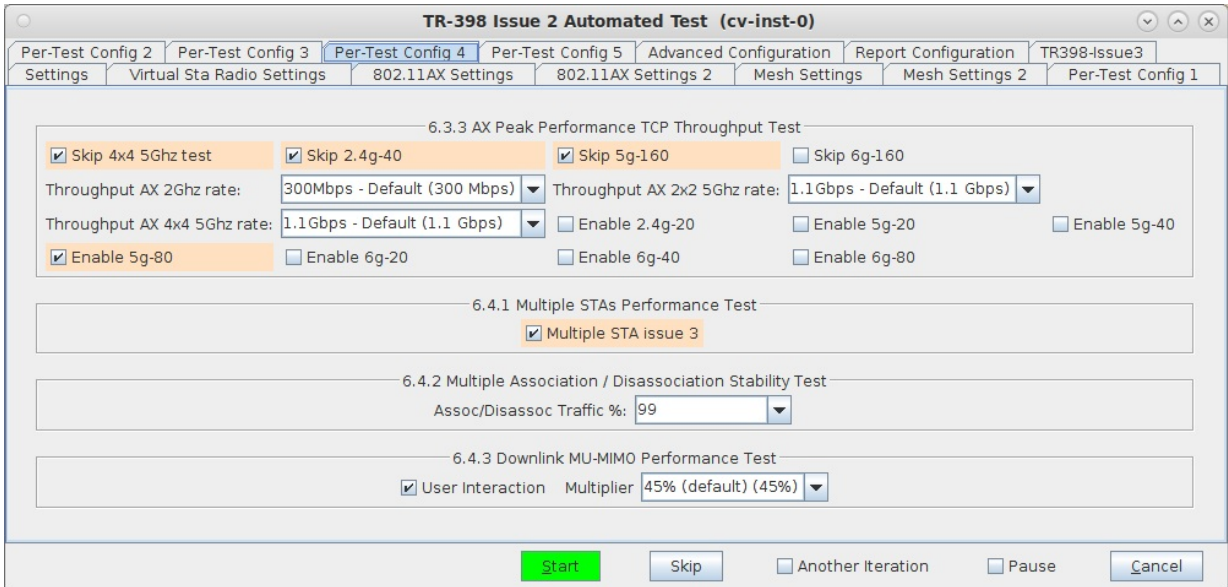 TR-398 Issue 2 Automated Test (cv-inst-0)
Per-Test Config 2 Per-Test Config 3 Per-Test Config 4 Per-Test Config 5 Advanced Configuration Report Configuration TR398-Issue3
Settings Virtual Sta Radio Settings 802.11AX Settings 802.11AX Settings 2 Mesh Settings Mesh Settings 2 Per-Test Config 1
6.3.3 AX Peak Performance TCP Throughput Test
Skip 4x4 5Ghz test Skip 2.4g-40 Skip 5g-160 Skip 6g-160
Throughput AX 2Ghz rate: 300Mbps - Default (300 Mbps) Throughput AX 2x2 5Ghz rate: 1.1Gbps - Default (1.1 Gbps)
Throughput AX 4x4 5Ghz rate: 1.1Gbps - Default (1.1 Gbps) Enable 2.4g-20 Enable 5g-20 Enable 5g-40
Enable 5g-80 Enable 6g-20 Enable 6g-40 Enable 6g-80
6.4.1 Multiple STAs Performance Test
Multiple STA issue 3
6.4.2 Multiple Association / Disassociation Stability Test
Assoc/Disassoc Traffic %: 99
6.4.3 Downlink MU-MIMO Performance Test
User Interaction Multiplier 45% (default) (45%)
Start Skip Another Iteration Pause Cancel